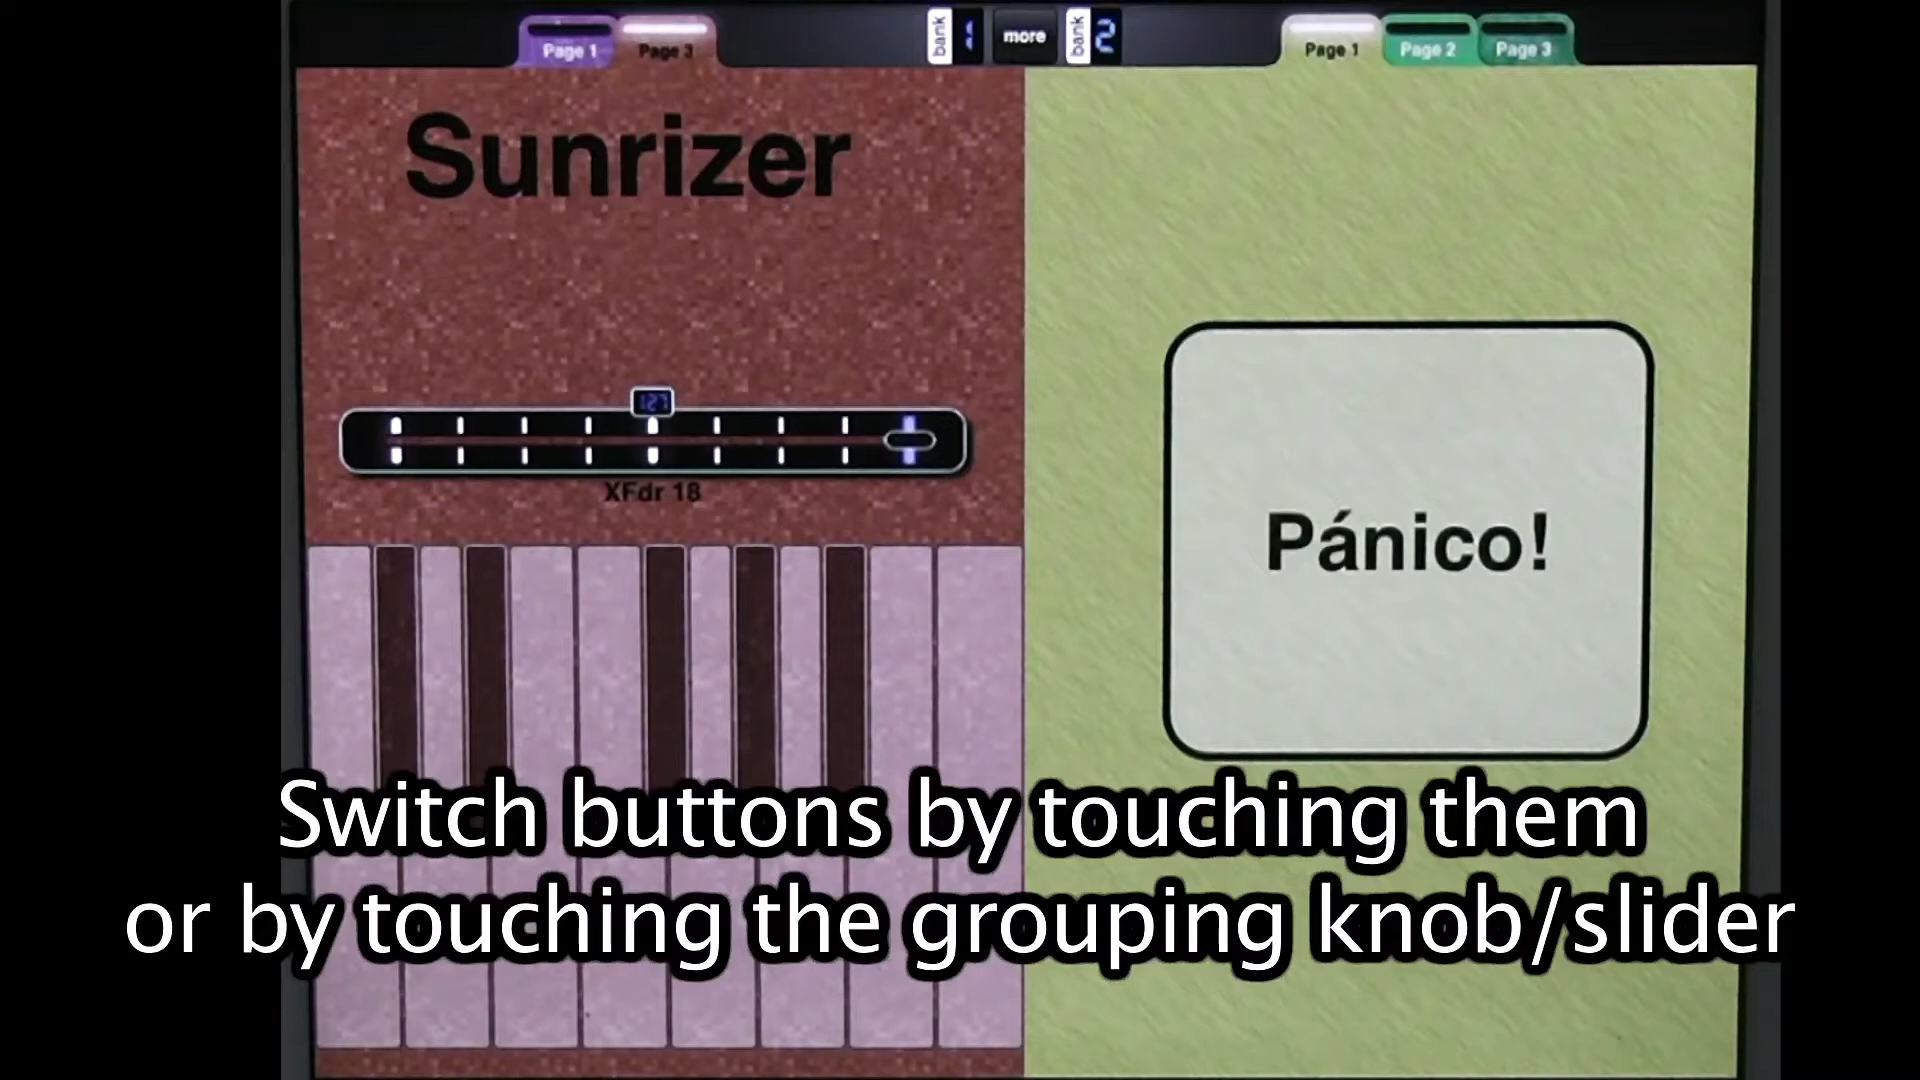 Page 1
Page 3
bank
1
more
bank
2
Page 1
Page 2
Page 3
Sunrizer
127
XFdr 18
Pánico!
Switch buttons by touching them
or by touching the grouping knob/slider